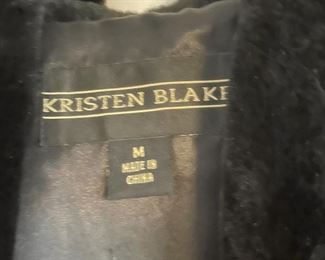 KRISTEN BLAKE
M
MADE IN
CHINA